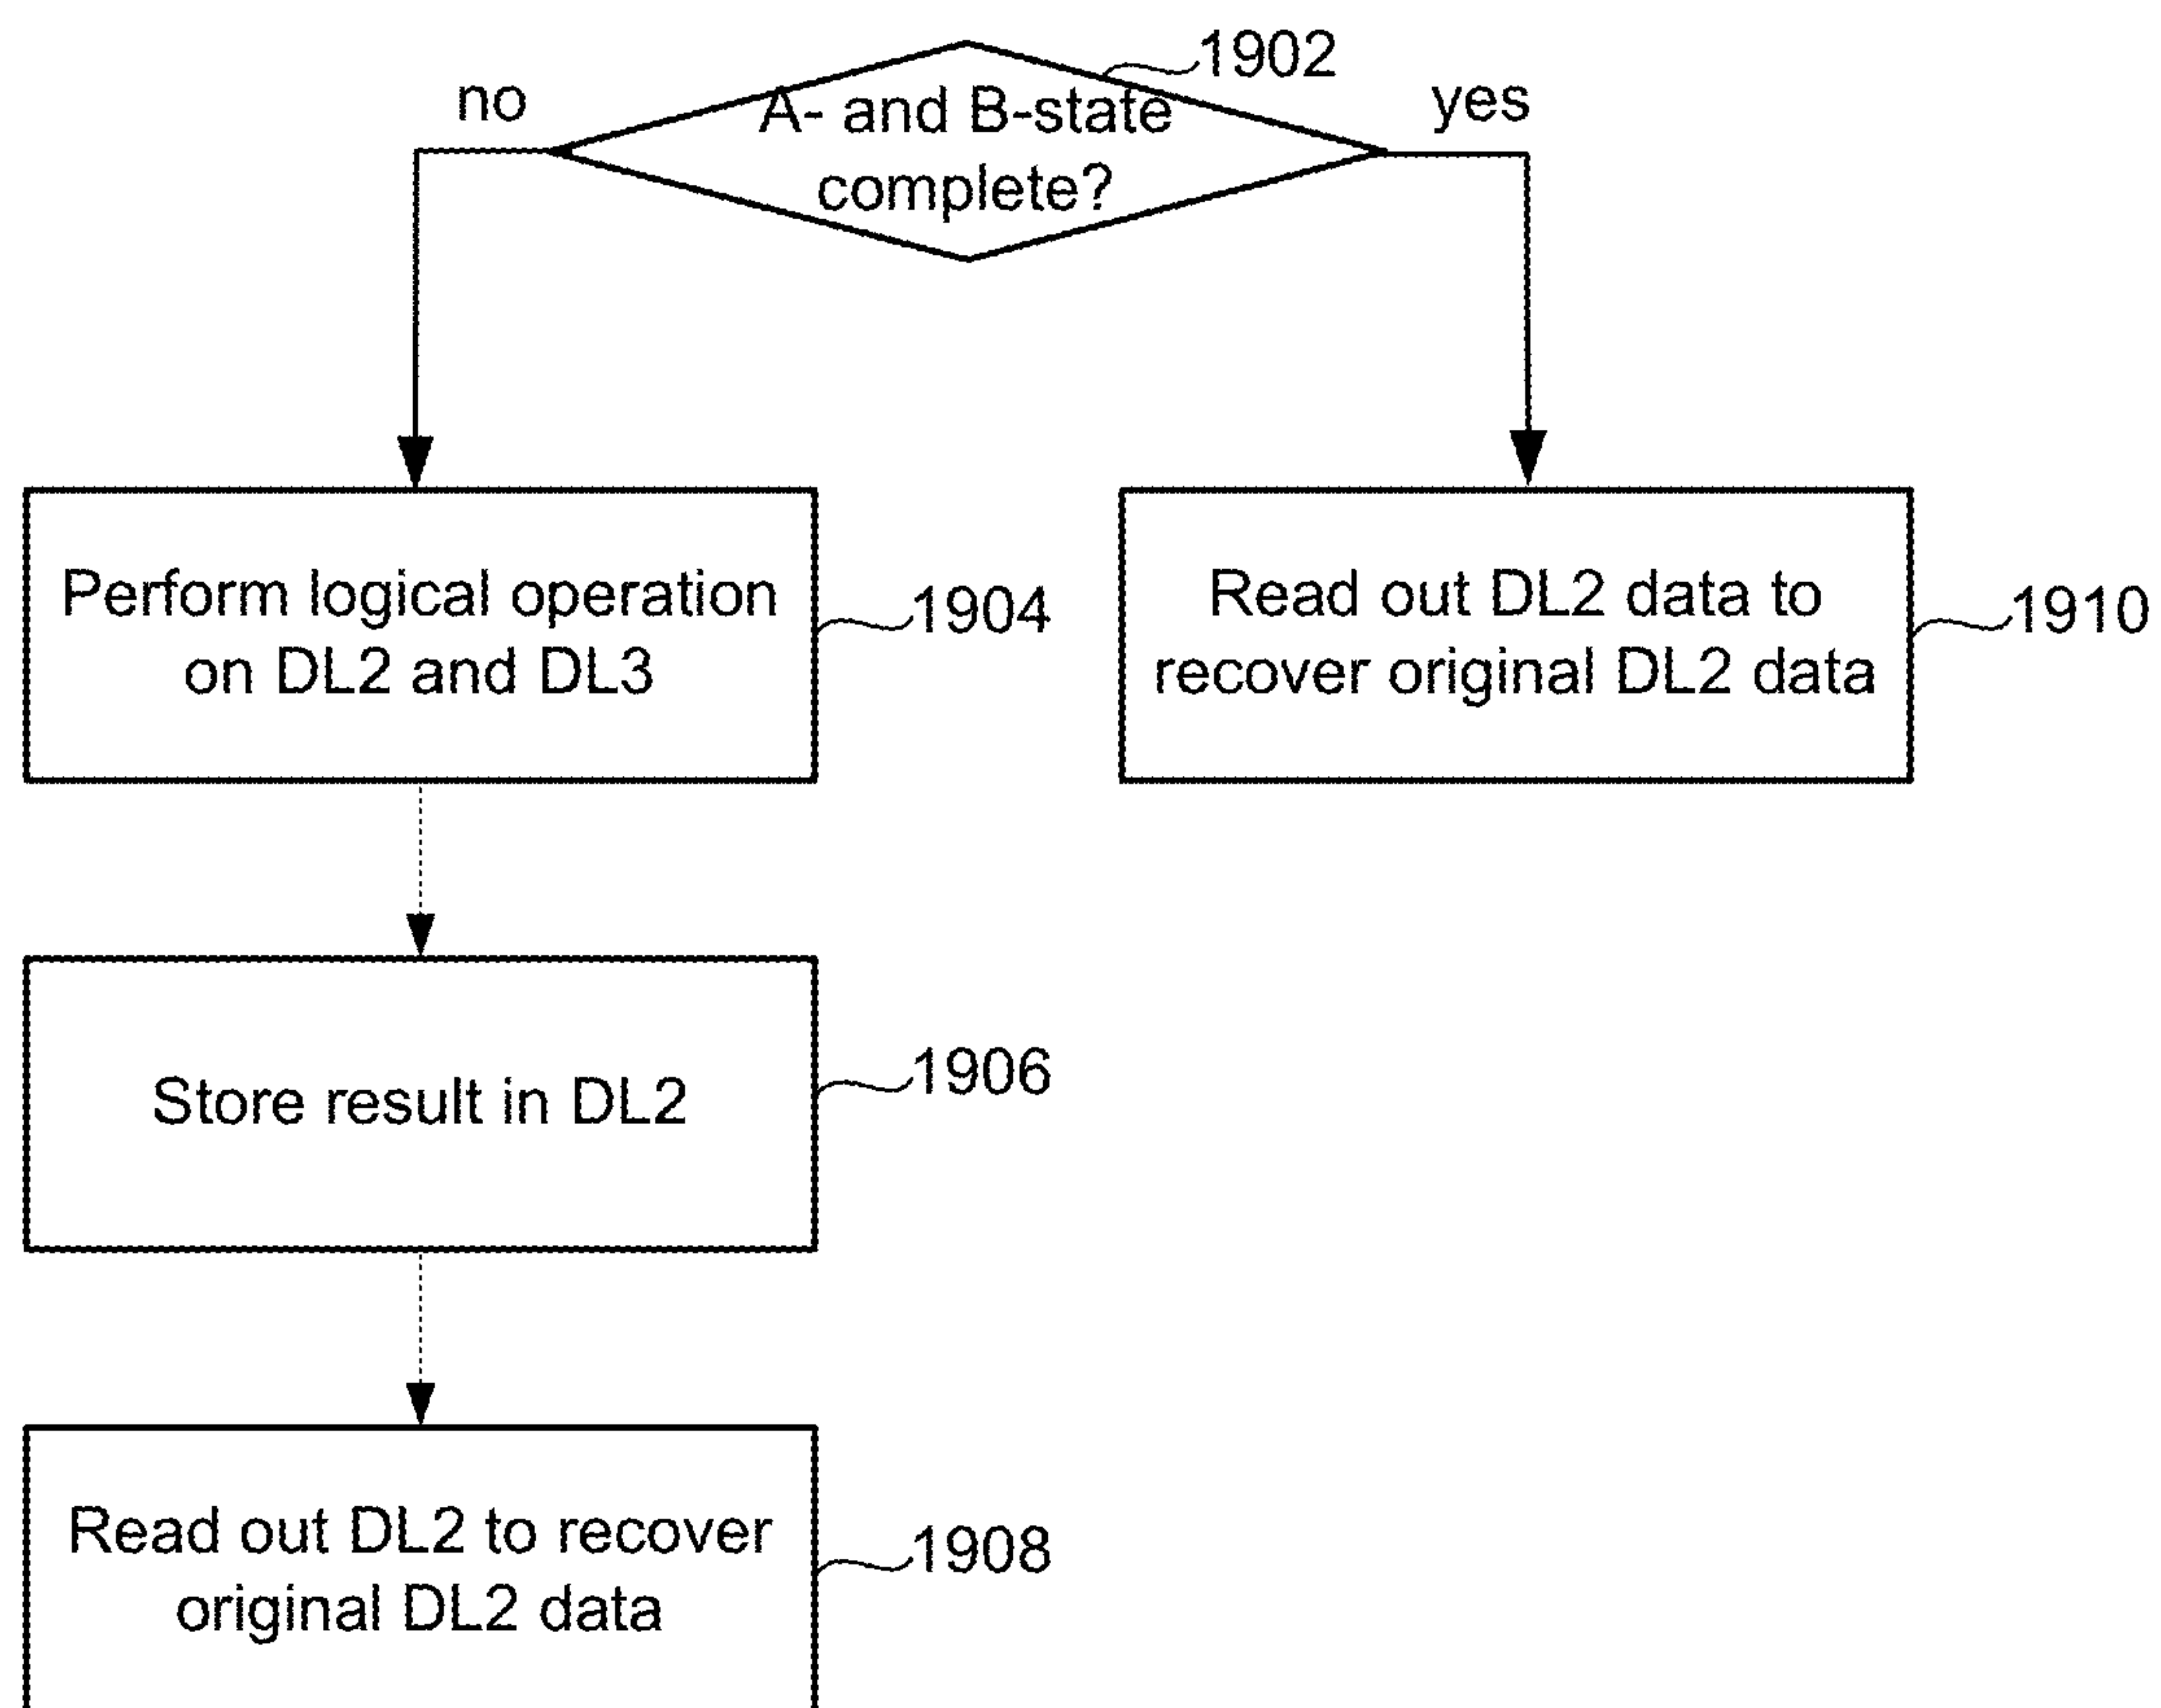 1902
no
A- and B-state
complete?
yes
Perform logical operation
on DL2 and DL3
1904
Read out DL2 data to
recover original DL2 data
1910
Store result in DL2
1906
Read out DL2 to recover
original DL2 data
1908